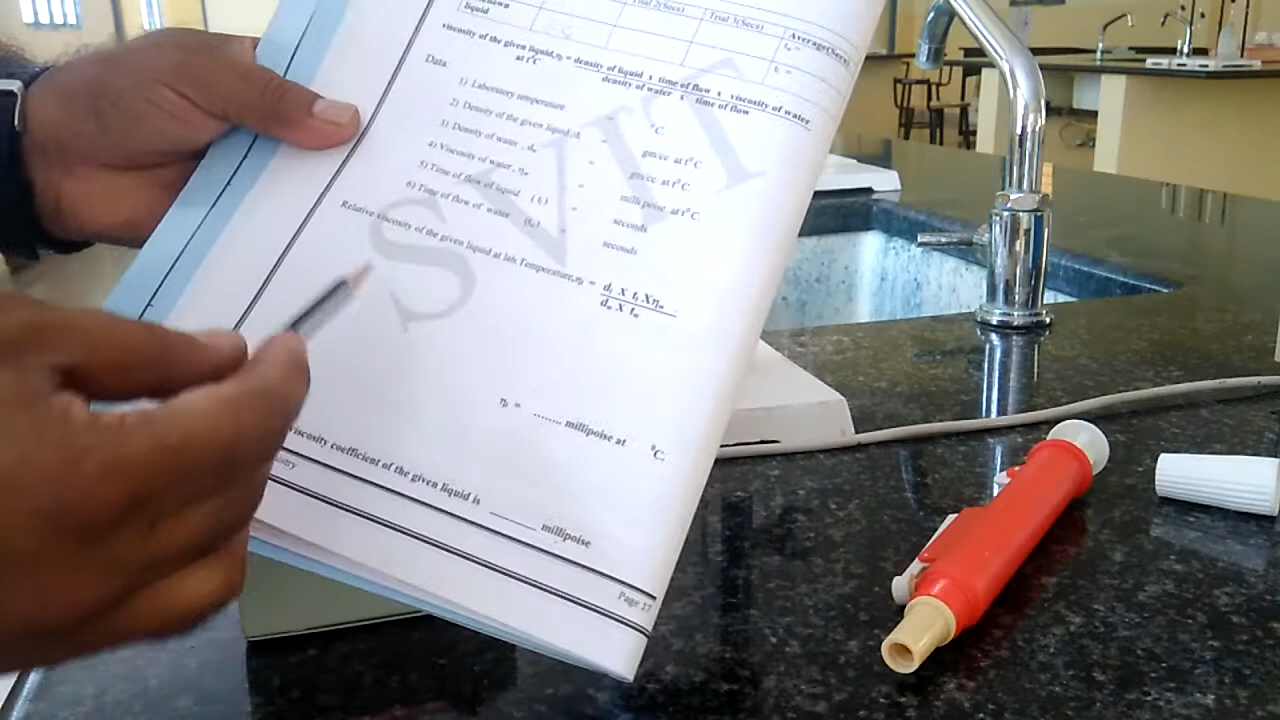 liquid
Trial 2(Secs)
Trial 3(Secs)
Average(Secs)
viscosity of the given liquid,η = density of liquid x time of flow x viscosity of water
at t°C density of water x time of flow
Data:
1) Laboratory temperature = °C.
2) Density of the given liquid d = gm/cc at t°C
3) Density of water, dw = gm/cc at t°C.
4) Viscosity of water, ηw = milli poise at t°C.
5) Time of flow of liquid (tl) = seconds
6) Time of flow of water (tw) = seconds
Relative viscosity of the given liquid at lab. Temperature, = dl X tl Xηw
dw X tw
SVIT
= ........ millipoise at °C.
viscosity coefficient of the given liquid is ______ millipoise
Page 17